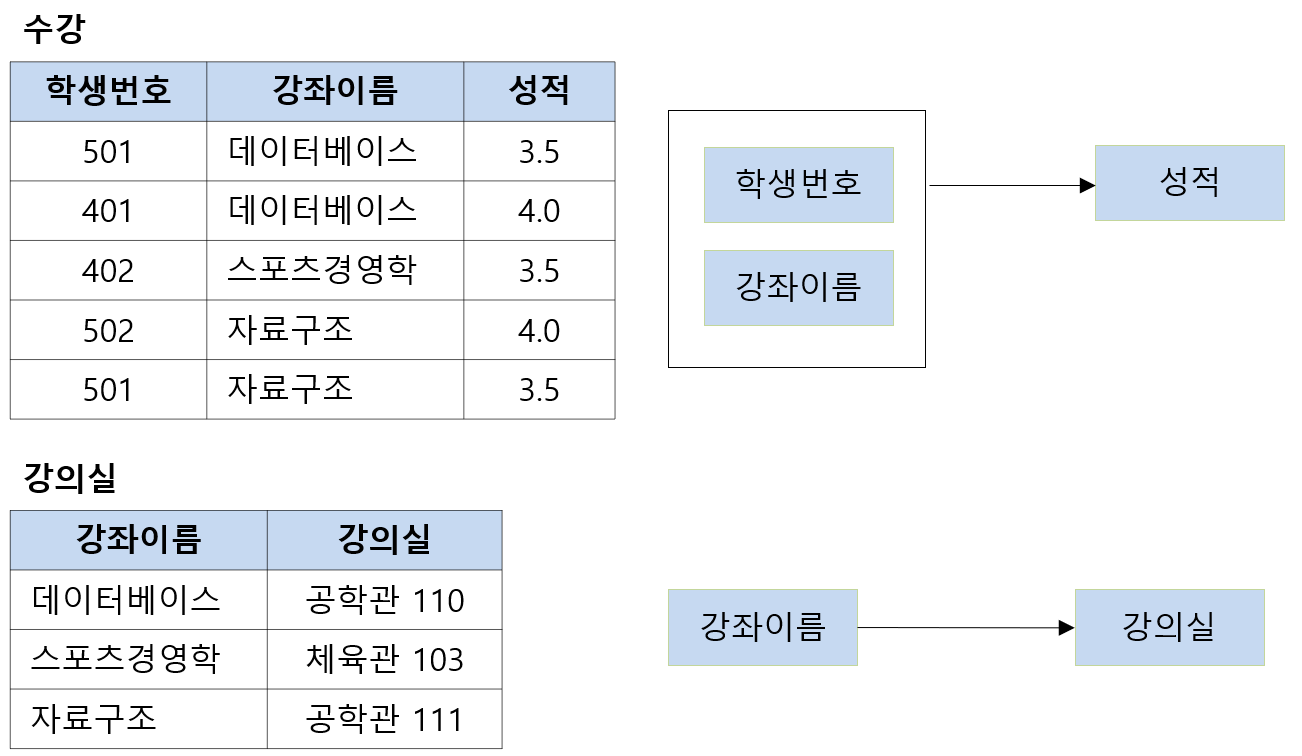 수강
학생번호 강좌이름 성적
501 데이터베이스 3.5
401 데이터베이스 4.0
402 스포츠경영학 3.5
502 자료구조 4.0
501 자료구조 3.5
학생번호
강좌이름
성적
강의실
강좌이름 강의실
데이터베이스 공학관 110
스포츠경영학 체육관 103
자료구조 공학관 111
강좌이름
강의실